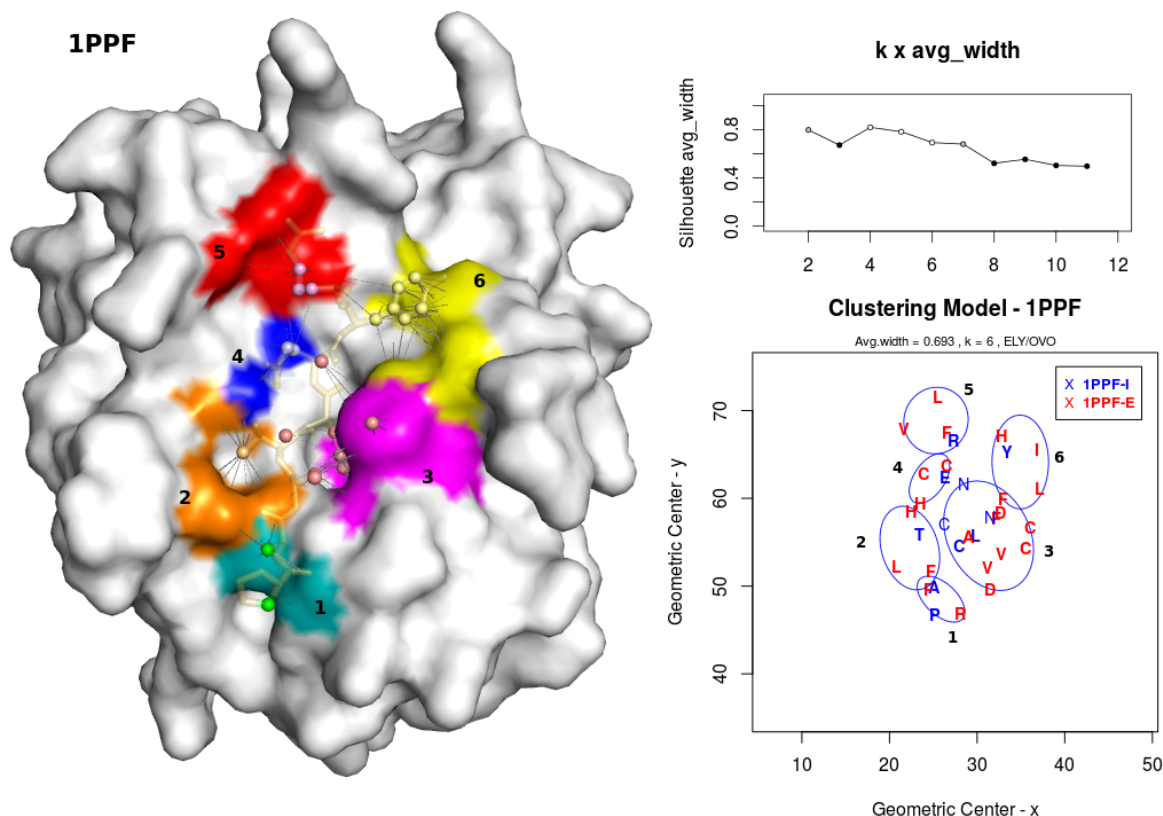 1PPF
5
6
4
3
2
1
k x avg_width
Silhouette avg_width
0.8
0.4
0.0
2 4 6 8 10 12
Clustering Model - 1PPF
Avg.width = 0.693 , k = 6 , ELY/OVO
X 1PPF-I
X 1PPF-E
Geometric Center - y
70
60
50
40
L 5
V F R
H Y I 6
4 C C E N L
H H F
2 T C N F D M
C L A F 3
L F V V
F A D
P R
1
10 20 30 40 50
Geometric Center - x